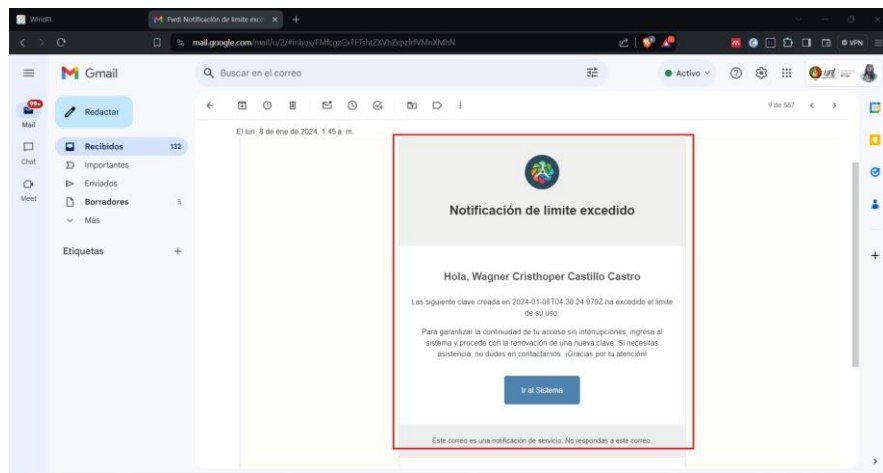 WindFt
Fwd: Notificación de limite exce
mail.google.com/mail/u/2/#inbox/
VPN
Gmail
Buscar en el correo
Activo
99+
Mail
Redactar
9 de 587
El lun, 8 de ene de 2024, 1:45 a. m.
Recibidos 132
Chat
Importantes
Enviados
Meet
Borradores 5
Más
Etiquetas
Notificación de limite excedido
Hola, Wagner Cristhoper Castillo Castro
Las siguiente clave creada en 2024-01-08T04:38:24.979Z ha excedido el limite
de su uso.
Para garantizar la continuidad de tu acceso sin interrupciones, ingresa al
sistema y procede con la renovación de una nueva clave. Si necesitas
asistencia, no dudes en contactarnos. ¡Gracias por tu atención!
Ir al Sistema
Este correo es una notificación de servicio. No respondas a este correo.